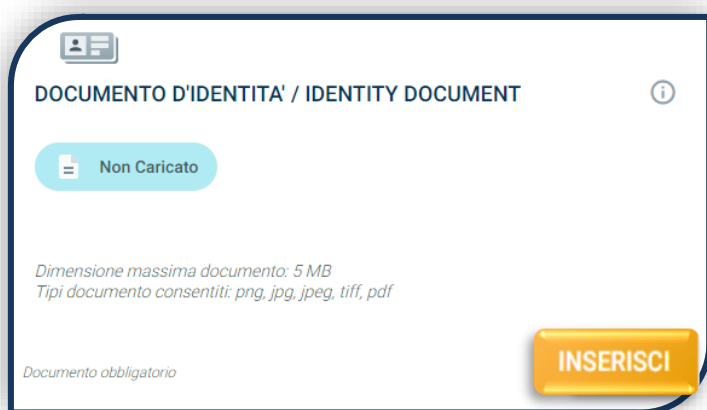 DOCUMENTO D'IDENTITA' / IDENTITY DOCUMENT
Non Caricato
Dimensione massima documento: 5 MB
Tipi documento consentiti: png, jpg, jpeg, tiff, pdf
INSERISCI
Documento obbligatorio